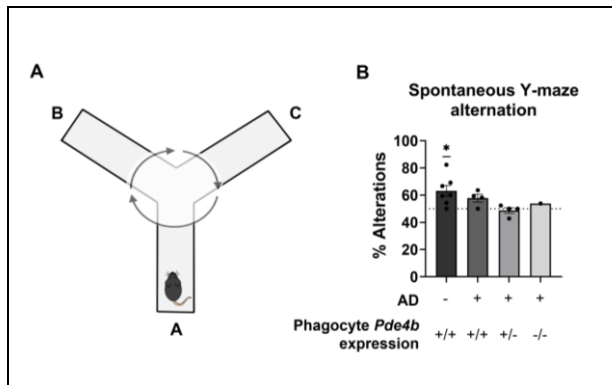 A
B
C
A
B
Spontaneous Y-maze
alternation
*
% Alterations
100
80
60
40
20
0
AD - + + +
Phagocyte Pde4b
expression
+/+ +/+ +/- -/-